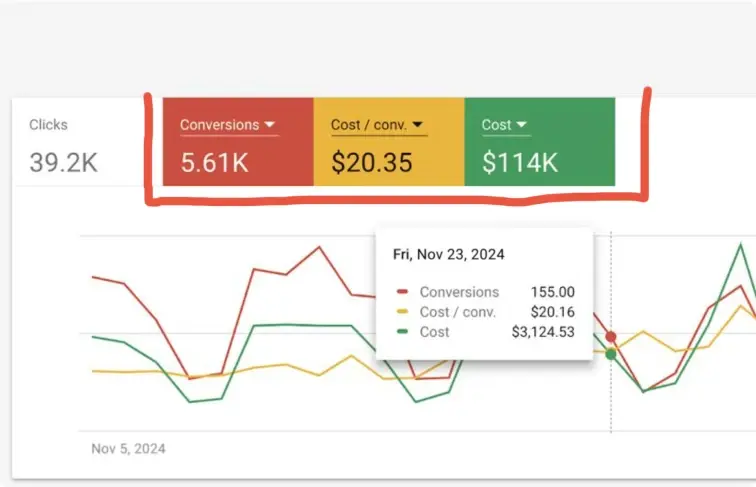 Clicks
39.2K
Conversions
5.61K
Cost / conv.
$20.35
Cost
$114K
Fri, Nov 23, 2024
Conversions 155.00
Cost / conv. $20.16
Cost $3,124.53
Nov 5, 2024